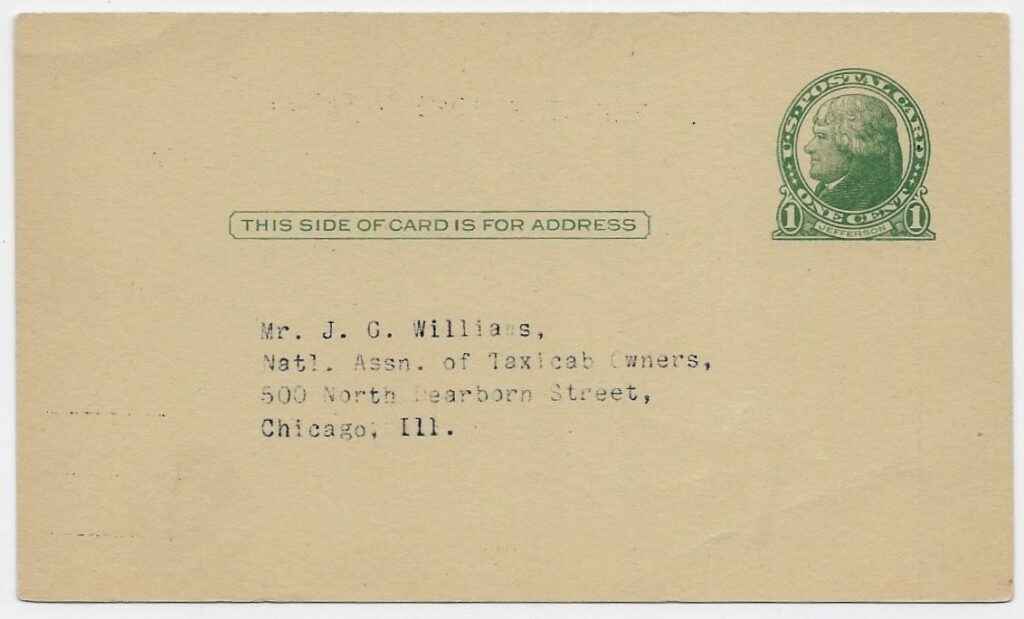 U.S. POSTAL CARD
ONE CENT
1 JEFFERSON 1
THIS SIDE OF CARD IS FOR ADDRESS
Mr. J. C. Williams,
Natl. Assn. of Taxicab Owners,
500 North Dearborn Street,
Chicago, Ill.